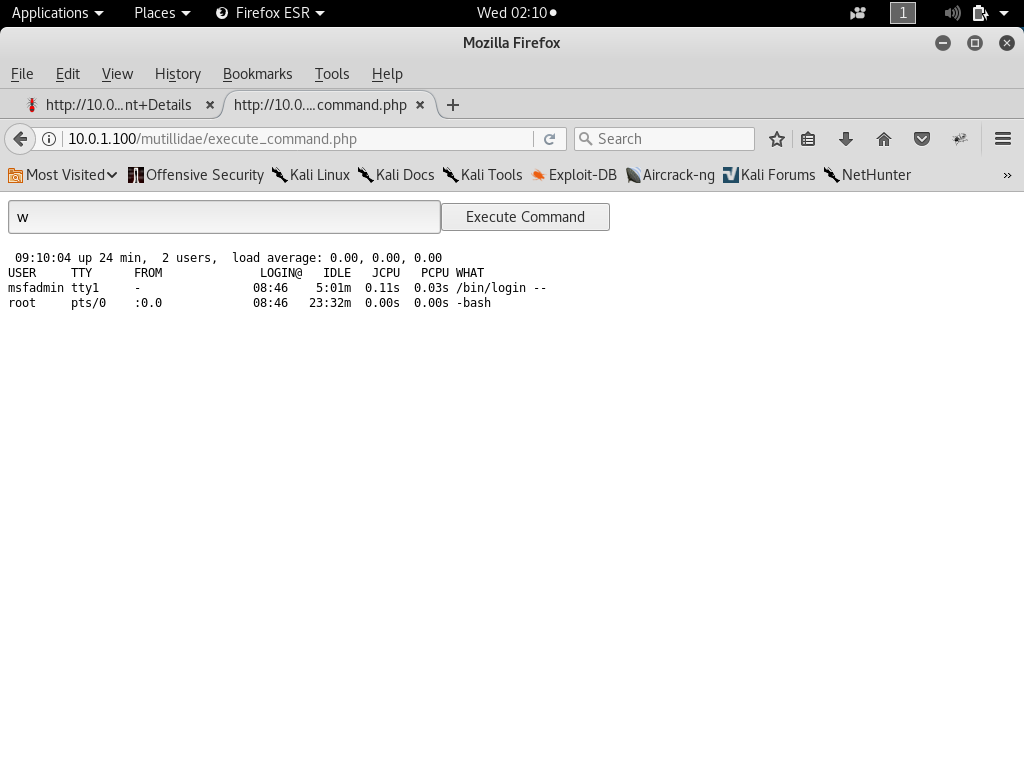 Applications Places Firefox ESR Wed 02:10 1
Mozilla Firefox
File Edit View History Bookmarks Tools Help
http://10.0...nt+Details http://10.0....command.php
10.0.1.100/mutillidae/execute_command.php Search
Most Visited Offensive Security Kali Linux Kali Docs Kali Tools Exploit-DB Aircrack-ng Kali Forums NetHunter »
w Execute Command
09:10:04 up 24 min, 2 users, load average: 0.00, 0.00, 0.00
USER TTY FROM LOGIN@ IDLE JCPU PCPU WHAT
msfadmin tty1 - 08:46 5:01m 0.11s 0.03s /bin/login --
root pts/0 :0.0 08:46 23:32m 0.00s 0.00s -bash